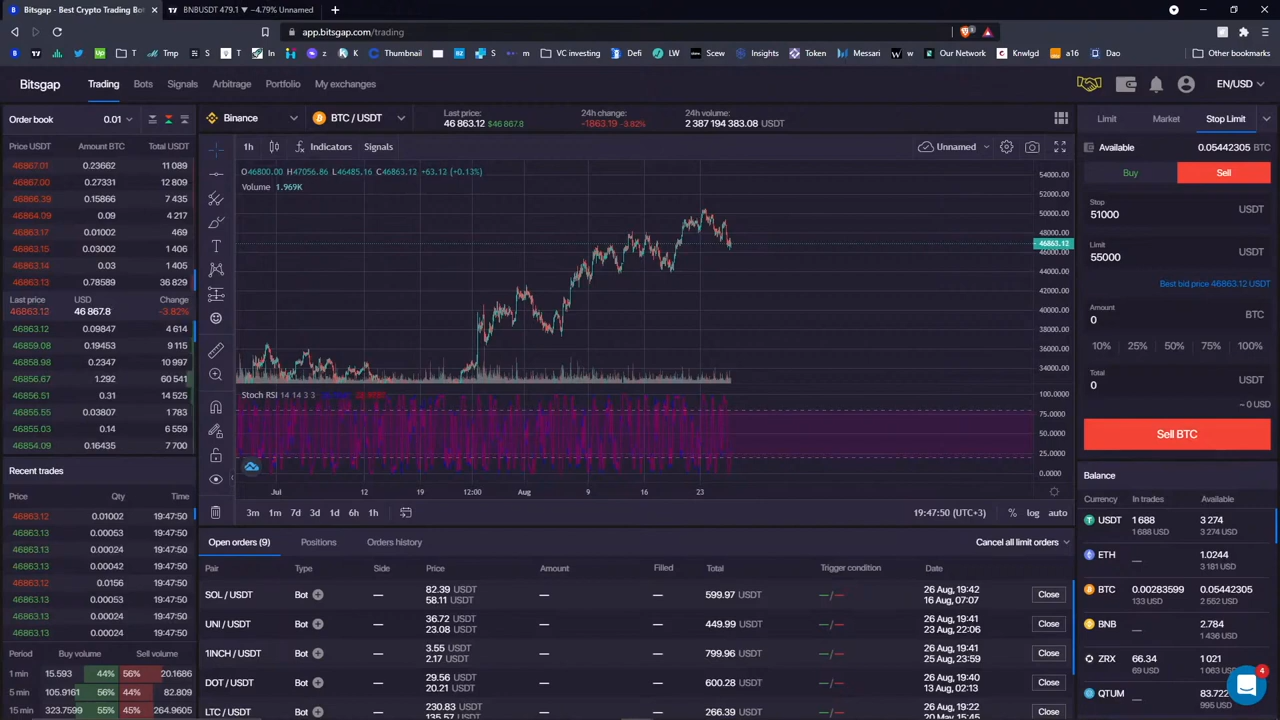 Bitsgap - Best Crypto Trading Bo
BNBUSDT 479.1 ▼ −4.79% Unnamed
app.bitsgap.com/trading
T Tmp S T In z K Thumbnail m BZ S m VC investing Defi LW Scew Insights Token Messari w Our Network Knwlgd a16 Dao Other bookmarks
Bitsgap Trading Bots Signals Arbitrage Portfolio My exchanges EN/USD
Order book 0.01
Price USDT Amount BTC Total USDT
46867.01 0.23662 11 089
46867.00 0.27331 12 809
46866.39 0.15866 7 435
46864.09 0.09 4 217
46864.02 0.01001 469
46863.15 0.03002 1 406
46863.14 0.03 1 405
46863.13 0.78589 36 829
Last price USD Change
46863.12 46 867.8 -3.82%
46863.12 0.09847 4 614
46859.08 0.19453 9 115
46858.98 0.2347 10 997
46856.67 1.292 60 541
46856.51 0.31 14 525
46855.55 0.03807 1 783
46855.03 0.14 6 559
46854.09 0.16435 7 700
Recent trades
Price Qty Time
46863.12 0.01002 19:47:50
46863.13 0.00053 19:47:50
46863.13 0.00024 19:47:50
46863.13 0.00042 19:47:50
46863.12 0.0156 19:47:50
46863.13 0.00053 19:47:50
46863.13 0.00024 19:47:50
46863.13 0.00024 19:47:50
Period Buy volume Sell volume
1 min 15.593 44% 56% 20.1686
5 min 105.9161 56% 44% 82.809
15 min 323.7599 55% 45% 264.9605
Binance BTC / USDT
Last price:
46 863.12 $46 867.8
24h change:
-1863.19 -3.82%
24h volume:
2 387 194 383.08 USDT
1h Indicators Signals Unnamed
O46800.00 H47056.86 L46485.16 C46863.12 +63.12 (+0.13%)
Volume 1.969K
54000.00
52000.00
50000.00
48000.00
46863.12
46000.00
44000.00
42000.00
40000.00
38000.00
36000.00
34000.00
Stoch RSI 14 14 3 3
100.0000
75.0000
50.0000
25.0000
0.0000
Jul 12 19 12:00 Aug 9 16 23
3m 1m 7d 3d 1d 6h 1h 19:47:50 (UTC+3) % log auto
Open orders (9) Positions Orders history Cancel all limit orders
Pair Type Side Price Amount Filled Total Trigger condition Date
SOL / USDT Bot — 82.39 USDT 58.11 USDT — — 599.97 USDT —/— 26 Aug, 19:42 16 Aug, 07:07 Close
UNI / USDT Bot — 36.72 USDT 23.08 USDT — — 449.99 USDT —/— 26 Aug, 19:41 23 Aug, 22:06 Close
1INCH / USDT Bot — 3.55 USDT 2.17 USDT — — 799.96 USDT —/— 26 Aug, 19:41 25 Aug, 23:59 Close
DOT / USDT Bot — 29.56 USDT 20.21 USDT — — 600.28 USDT —/— 26 Aug, 19:40 13 Aug, 02:13 Close
LTC / USDT Bot — 230.83 USDT 135.57 USDT — — 266.39 USDT —/— 26 Aug, 19:22 20 May, 15:45 Close
Limit Market Stop Limit
Available 0.05442305 BTC
Buy Sell
Stop
51000 USDT
Limit
55000 USDT
Best bid price 46863.12 USDT
Amount
0 BTC
10% 25% 50% 75% 100%
Total
0 USDT
~ 0 USD
Sell BTC
Balance
Currency In trades Available
USDT 1 688 3 274
1 688 USD 3 274 USD
ETH — 1.0244
3 181 USD
BTC 0.00283599 0.05442305
133 USD 2 552 USD
BNB — 2.784
1 436 USD
ZRX 66.34 1 021
69 USD 1 063 USD
QTUM — 83.722
995 USD
4